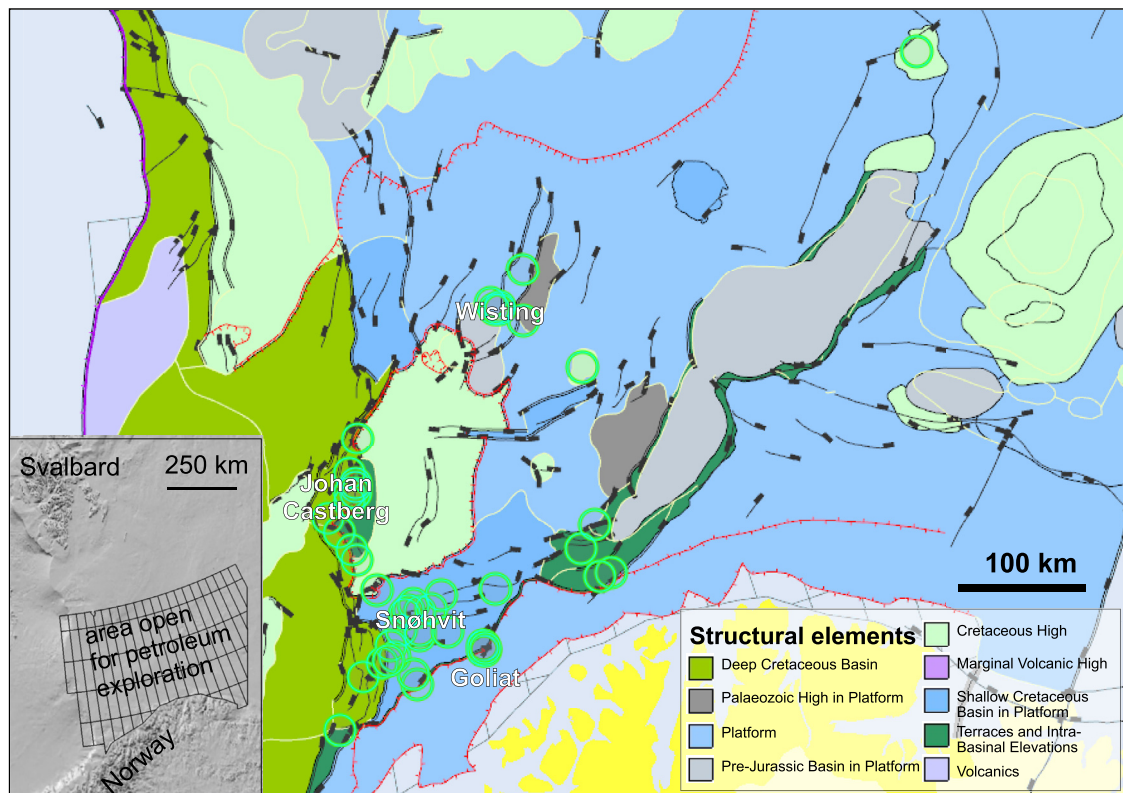 Wisting
Johan
Castberg
Snøhvit
Goliat
100 km
Svalbard
250 km
area open
for petroleum
exploration
Norway
Structural elements
Deep Cretaceous Basin
Palaeozoic High in Platform
Platform
Pre-Jurassic Basin in Platform
Cretaceous High
Marginal Volcanic High
Shallow Cretaceous
Basin in Platform
Terraces and Intra-
Basinal Elevations
Volcanics